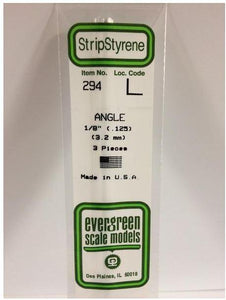 StripStyrene
Item No. Loc. Code
294 L
ANGLE
1/8" (.125)
(3.2 mm)
3 Pieces
Made in U.S.A
evergreen
scale models
Des Plaines, IL 60018